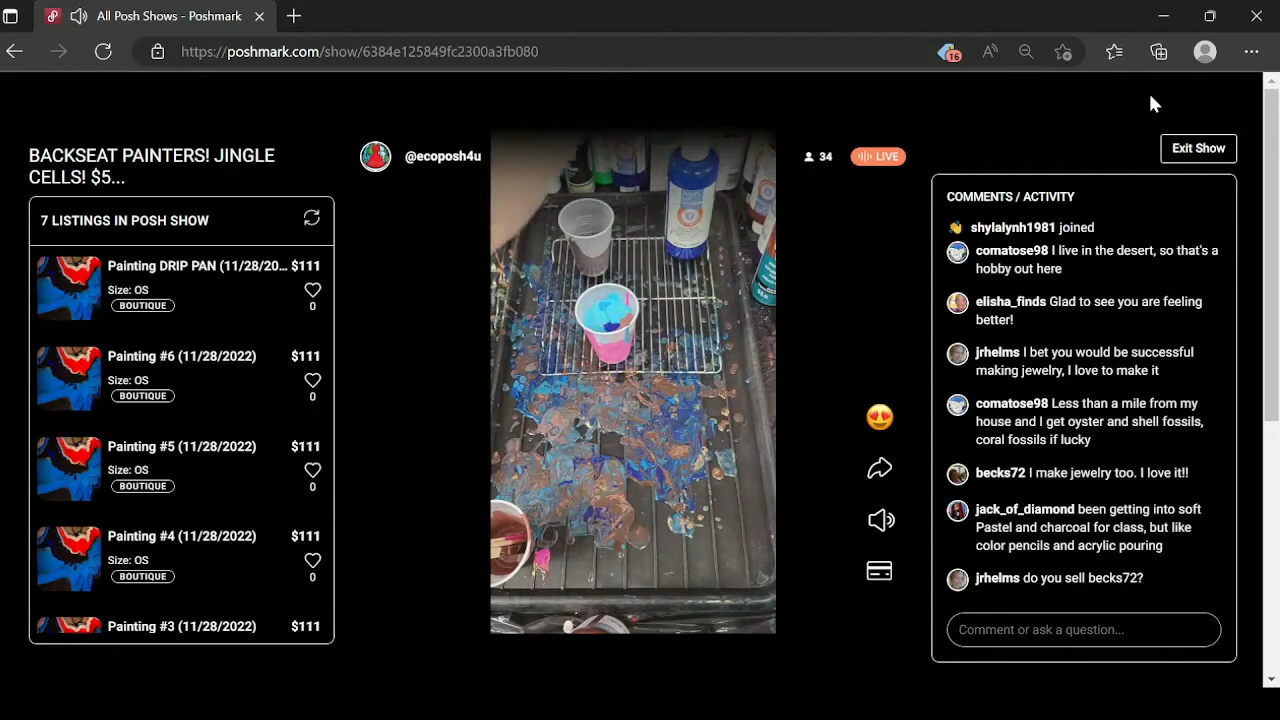 All Posh Shows - Poshmark
https://poshmark.com/show/6384e125849fc2300a3fb080
16
BACKSEAT PAINTERS! JINGLE
CELLS! $5...
7 LISTINGS IN POSH SHOW
Painting DRIP PAN (11/28/20... $111
Size: OS
BOUTIQUE
0
Painting #6 (11/28/2022) $111
Size: OS
BOUTIQUE
0
Painting #5 (11/28/2022) $111
Size: OS
BOUTIQUE
0
Painting #4 (11/28/2022) $111
Size: OS
BOUTIQUE
0
Painting #3 (11/28/2022) $111
@ecoposh4u
34
LIVE
Exit Show
COMMENTS / ACTIVITY
shylalynh1981 joined
comatose98 I live in the desert, so that's a
hobby out here
elisha_finds Glad to see you are feeling
better!
jrhelms I bet you would be successful
making jewelry, I love to make it
comatose98 Less than a mile from my
house and I get oyster and shell fossils,
coral fossils if lucky
becks72 I make jewelry too. I love it!!
jack_of_diamond been getting into soft
Pastel and charcoal for class, but like
color pencils and acrylic pouring
jrhelms do you sell becks72?
Comment or ask a question...